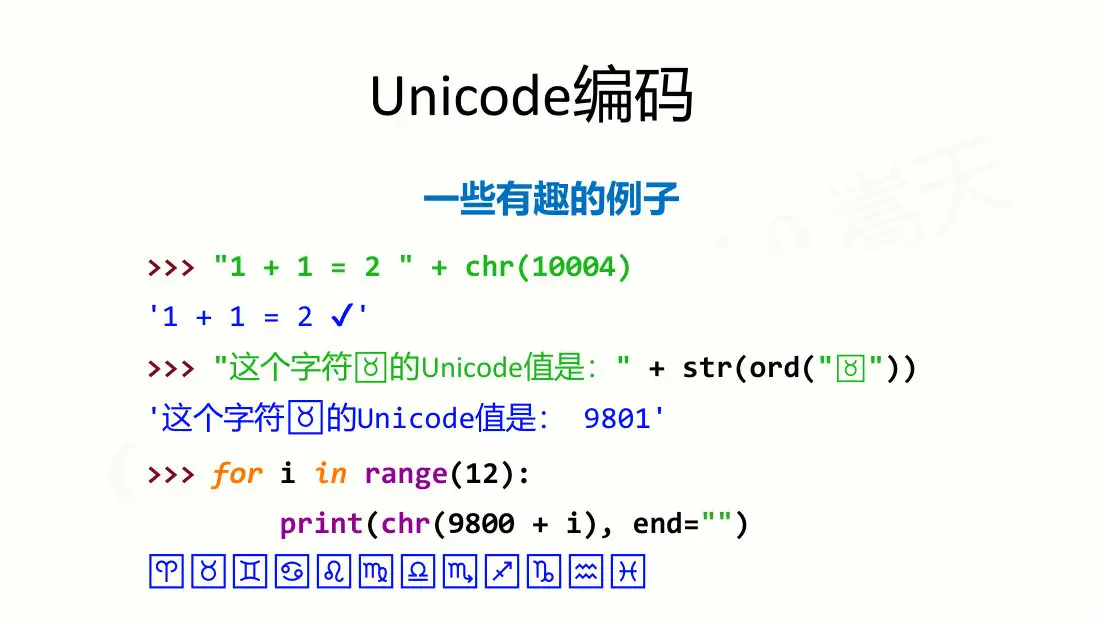 Unicode编码
一些有趣的例子
>>> "1 + 1 = 2 " + chr(10004)
'1 + 1 = 2 ✔'
>>> "这个字符♉的Unicode值是：" + str(ord("♉"))
'这个字符♉的Unicode值是： 9801'
>>> for i in range(12):
print(chr(9800 + i), end="")
♈♉♊♋♌♍♎♏♐♑♒♓
嵩天